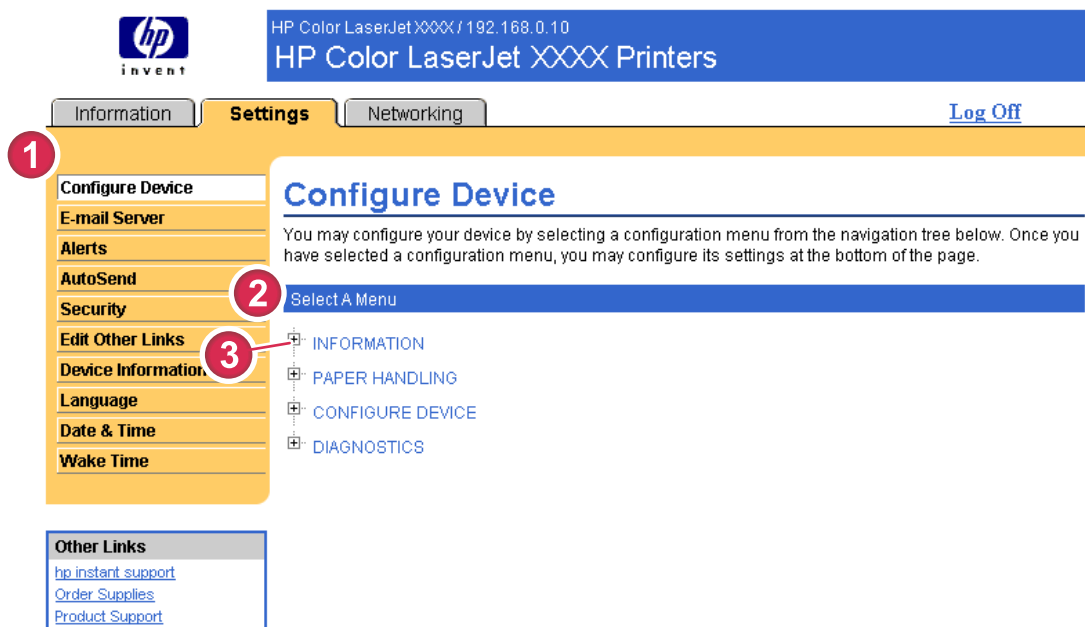 hp
invent
HP Color LaserJet XXXX / 192.168.0.10
HP Color LaserJet XXXX Printers
Information
Settings
Networking
Log Off
1
Configure Device
E-mail Server
Alerts
AutoSend
Security
Edit Other Links
Device Information
Language
Date & Time
Wake Time
Configure Device
You may configure your device by selecting a configuration menu from the navigation tree below. Once you
have selected a configuration menu, you may configure its settings at the bottom of the page.
2
Select A Menu
3
INFORMATION
PAPER HANDLING
CONFIGURE DEVICE
DIAGNOSTICS
Other Links
hp instant support
Order Supplies
Product Support